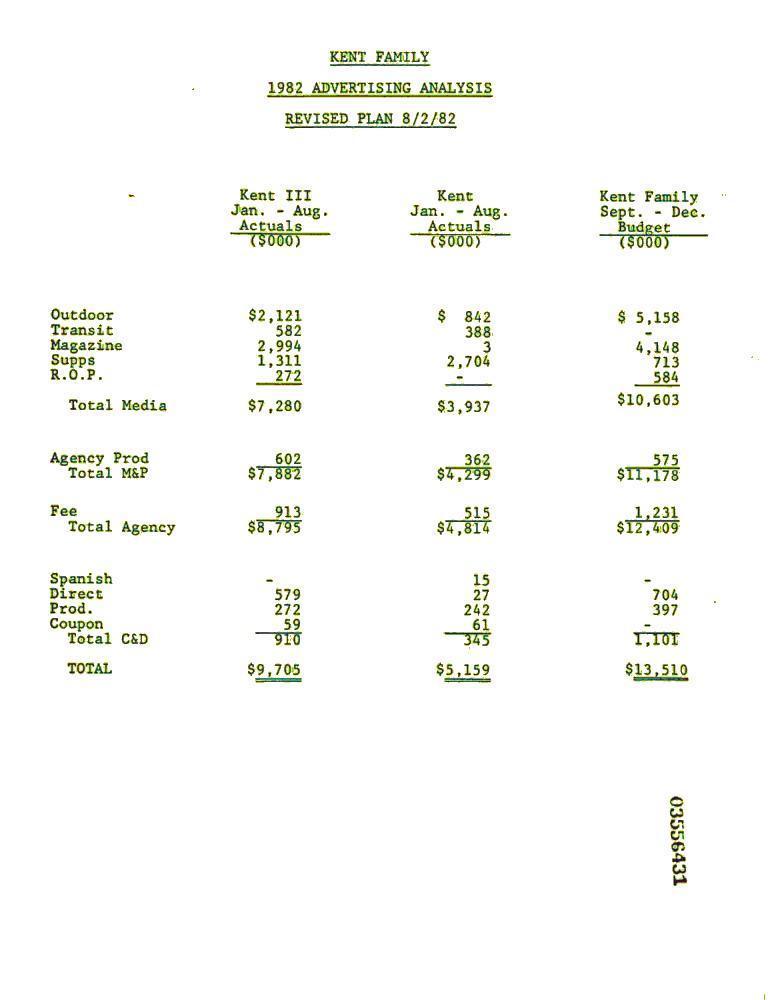 KENT FAMILY
1982 ADVERTISING ANALYSIS
REVISED PLAN 8/2/82
Kent III Kent Kent Family
Jan. - Aug. Jan. - Aug. Sept. - Dec.
Actuals Actuals Budget
($000) ($000) ($000)
Outdoor $2,121 $ 842 $ 5,158
Transit 582 388 -
Magazine 2,994 3 4,148
Supps 1,311 2,704 713
R.O.P. 272 - 584
Total Media $7,280 $3,937 $10,603
Agency Prod 602 362 575
Total M&P $7,882 $4,299 $11,178
Fee 913 515 1,231
Total Agency $8,795 $4,814 $12,409
Spanish - 15 -
Direct 579 27 704
Prod. 272 242 397
Coupon 59 61 -
Total C&D 910 345 1,101
TOTAL $9,705 $5,159 $13,510
03556431